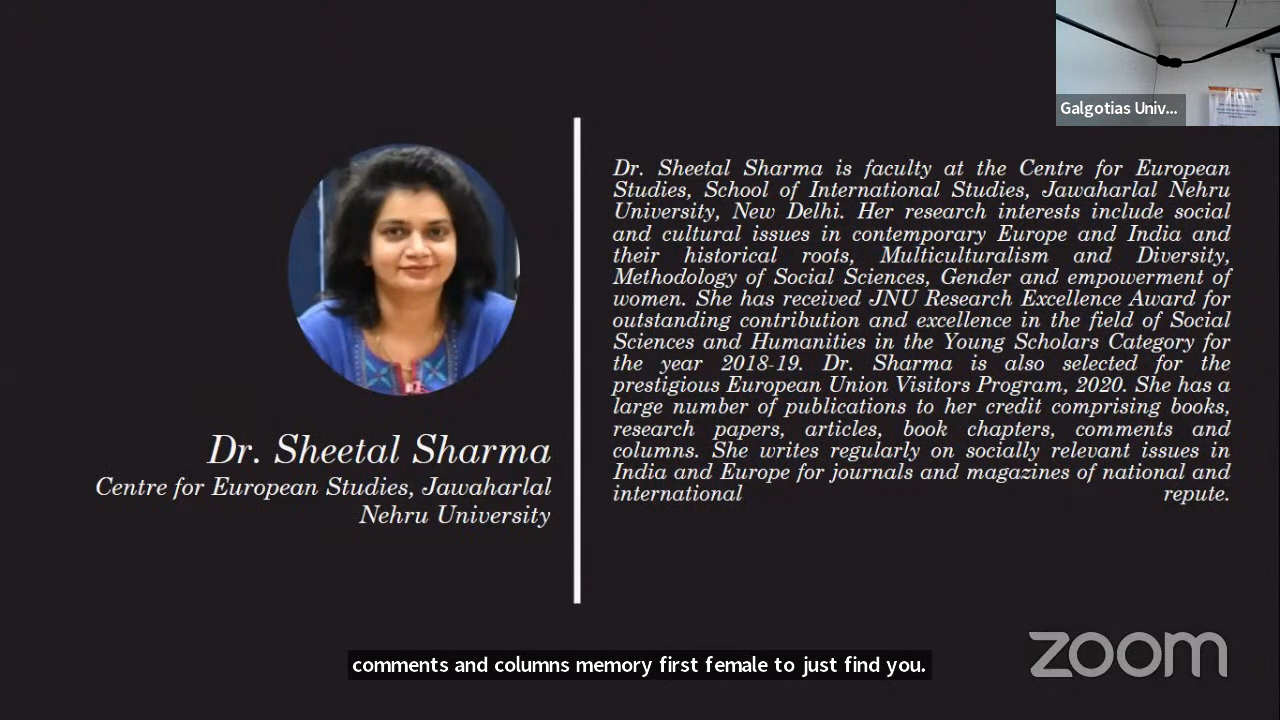 Galgotias Univ...
Dr. Sheetal Sharma is faculty at the Centre for European
Studies, School of International Studies, Jawaharlal Nehru
University, New Delhi. Her research interests include social
and cultural issues in contemporary Europe and India and
their historical roots, Multiculturalism and Diversity,
Methodology of Social Sciences, Gender and empowerment of
women. She has received JNU Research Excellence Award for
outstanding contribution and excellence in the field of Social
Sciences and Humanities in the Young Scholars Category for
the year 2018-19. Dr. Sharma is also selected for the
prestigious European Union Visitors Program, 2020. She has a
large number of publications to her credit comprising books,
research papers, articles, book chapters, comments and
columns. She writes regularly on socially relevant issues in
India and Europe for journals and magazines of national and
international repute.
Dr. Sheetal Sharma
Centre for European Studies, Jawaharlal
Nehru University
comments and columns memory first female to just find you.
zoom